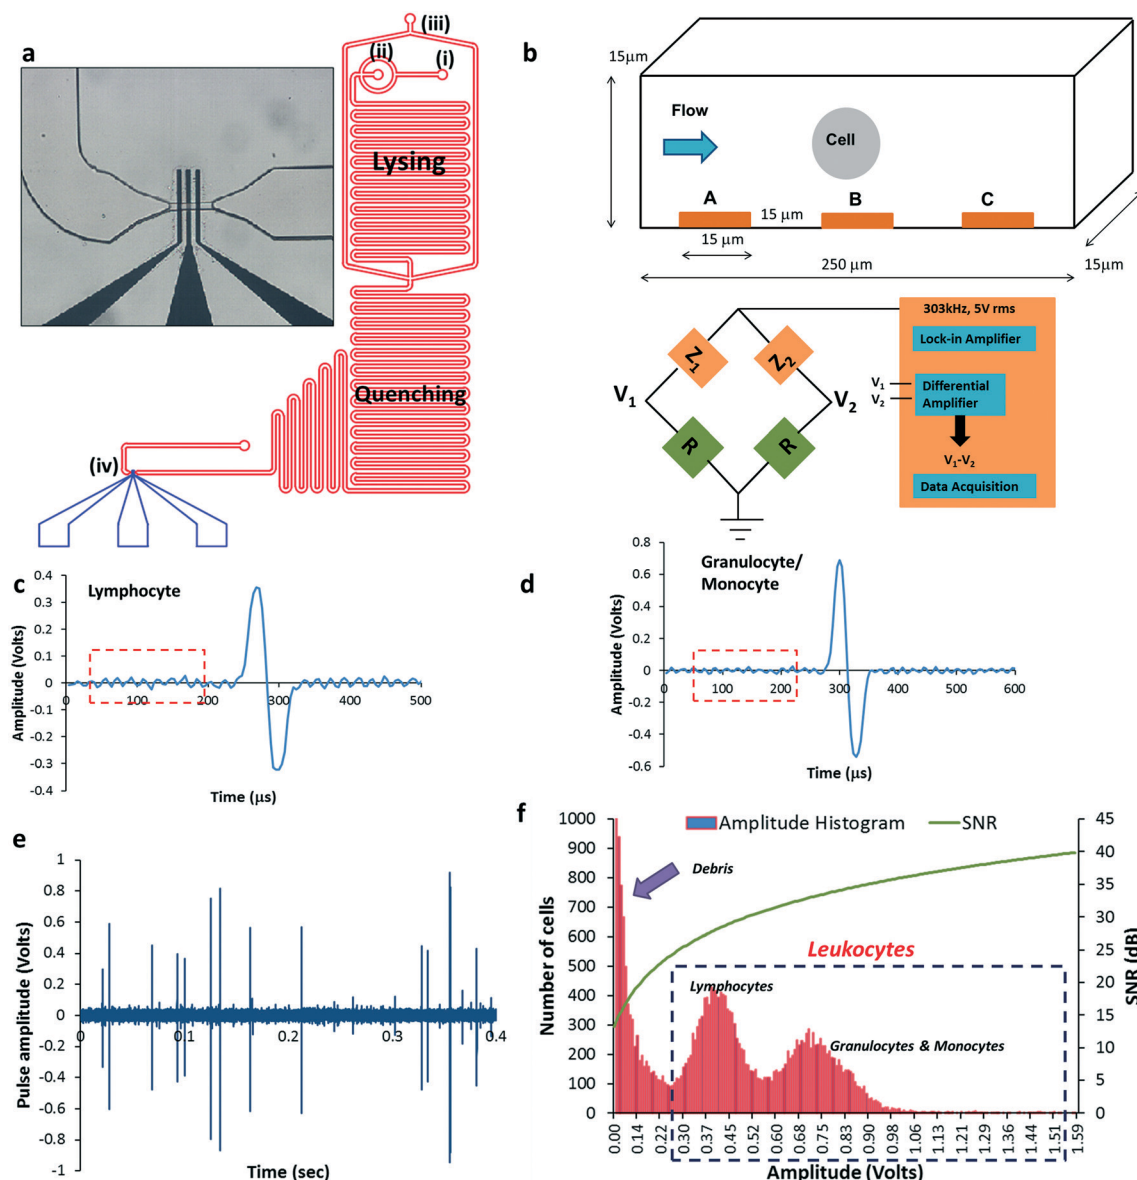 a
(iii)
(ii)
(i)
Lysing
Quenching
(iv)
b
15μm
Flow
Cell
A
B
C
15 μm
15 μm
250 μm
15μm
303kHz, 5V rms
Lock-in Amplifier
Z1
Z2
V1
V2
R
R
V1
V2
Differential
Amplifier
V1-V2
Data Acquisition
c
Lymphocyte
Amplitude (Volts)
0.4
0.3
0.2
0.1
0
-0.1
-0.2
-0.3
-0.4
0
100
200
300
400
500
Time (μs)
d
Granulocyte/
Monocyte
Amplitude (Volts)
0.8
0.6
0.4
0.2
0
-0.2
-0.4
-0.6
0
100
200
300
400
500
600
Time (μs)
e
Pulse amplitude (Volts)
1
0.8
0.6
0.4
0.2
0
-0.2
-0.4
-0.6
-0.8
-1
0
0.1
0.2
0.3
0.4
Time (sec)
f
Amplitude Histogram
SNR
Debris
Leukocytes
Lymphocytes
Granulocytes & Monocytes
Number of cells
1000
900
800
700
600
500
400
300
200
100
0
SNR (dB)
45
40
35
30
25
20
15
10
5
0
0.00
0.14
0.22
0.30
0.37
0.45
0.52
0.60
0.68
0.75
0.83
0.90
0.98
1.06
1.13
1.21
1.29
1.36
1.44
1.51
1.59
Amplitude (Volts)